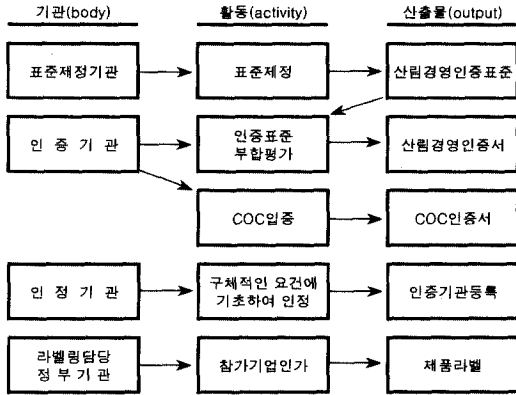 기관(body) 활동(activity) 산출물(output)
표준제정기관 표준제정 산림경영인증표준
인증기관 인증표준 산림경영인증서
부합평가
COC입증 COC인증서
인정기관 구체적인 요건에 인증기관등록
기초하여 인정
라벨링담당 참가기업인가 제품라벨
정부기관